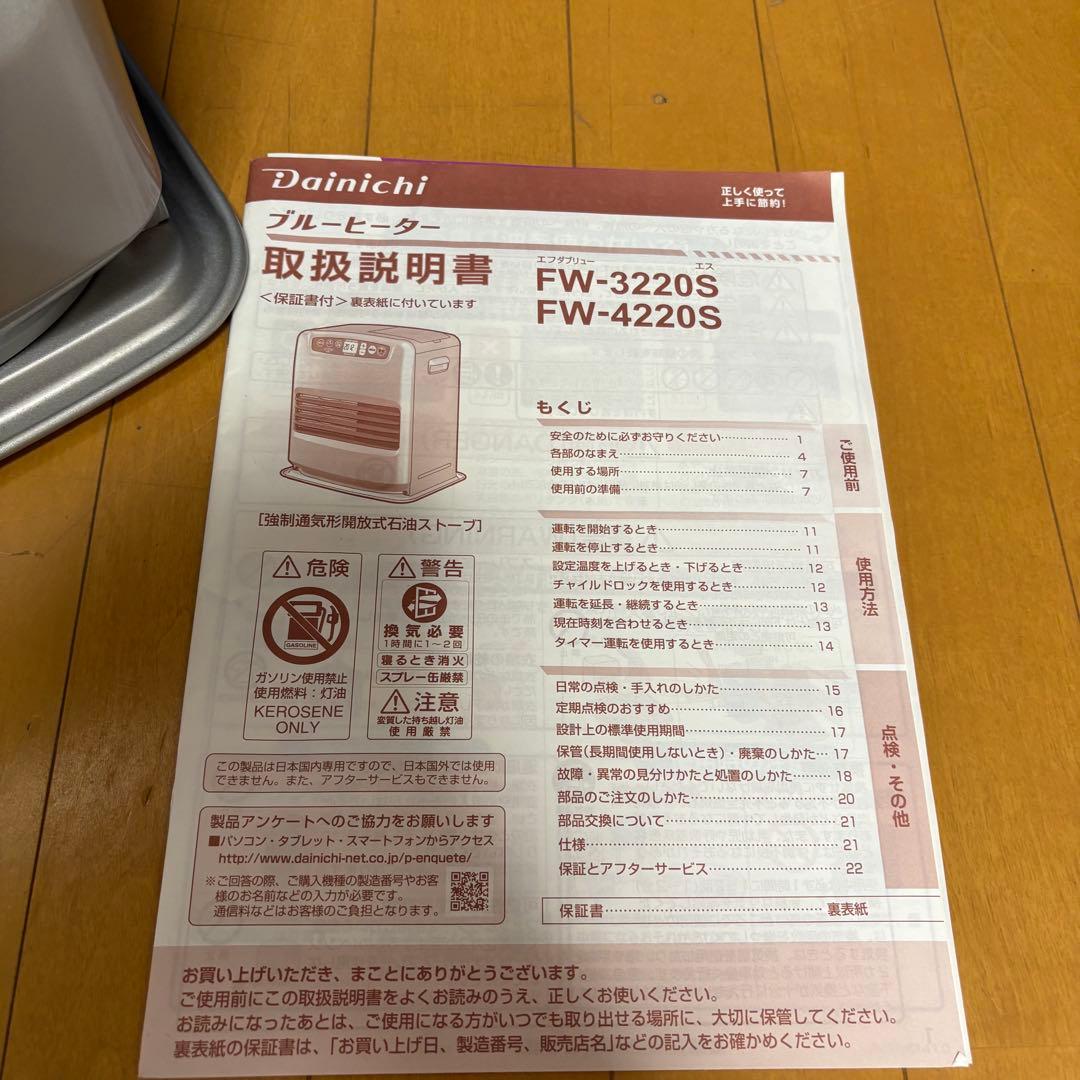 Dainichi
正しく使って
上手に節約!
ブルーヒーター
取扱説明書
<保証書付>裏表紙に付いています
エフダブリュー エス
FW-3220S
FW-4220S
[強制通気形開放式石油ストーブ]
危険
GASOLINE
ガソリン使用禁止
使用燃料:灯油
KEROSENE
ONLY
警告
換気必要
1時間に1~2回
寝るとき消火
スプレー缶厳禁
注意
変質した持ち越し灯油
使用厳禁
この製品は日本国内専用ですので、日本国外では使用
できません。また、アフターサービスもできません。
製品アンケートへのご協力をお願いします
■パソコン・タブレット・スマートフォンからアクセス
http://www.dainichi-net.co.jp/p-enquete/
※ご回答の際、ご購入機種の製造番号やお客
様のお名前などの入力が必要です。
通信料などはお客様のご負担となります。
もくじ
安全のために必ずお守りください……………… 1
各部のなまえ……………… 4
使用する場所……………… 7
使用前の準備……………… 7
ご使用前
運転を開始するとき……………… 11
運転を停止するとき……………… 11
設定温度を上げるとき・下げるとき……………… 12
チャイルドロックを使用するとき……………… 12
運転を延長・継続するとき……………… 13
現在時刻を合わせるとき……………… 13
タイマー運転を使用するとき……………… 14
使用方法
日常の点検・手入れのしかた……………… 15
定期点検のおすすめ……………… 16
設計上の標準使用期間……………… 17
保管(長期間使用しないとき)・廃棄のしかた… 17
故障・異常の見分けかたと処置のしかた……… 18
部品のご注文のしかた……………… 20
部品交換について……………… 21
仕様……………… 21
保証とアフターサービス……………… 22
点検・その他
保証書……………… 裏表紙
お買い上げいただき、まことにありがとうございます。
ご使用前にこの取扱説明書をよくお読みのうえ、正しくお使いください。
お読みになったあとは、ご使用になる方がいつでも取り出せる場所に、大切に保管してください。
裏表紙の保証書は、「お買い上げ日、製造番号、販売店名」などの記入をお確かめください。